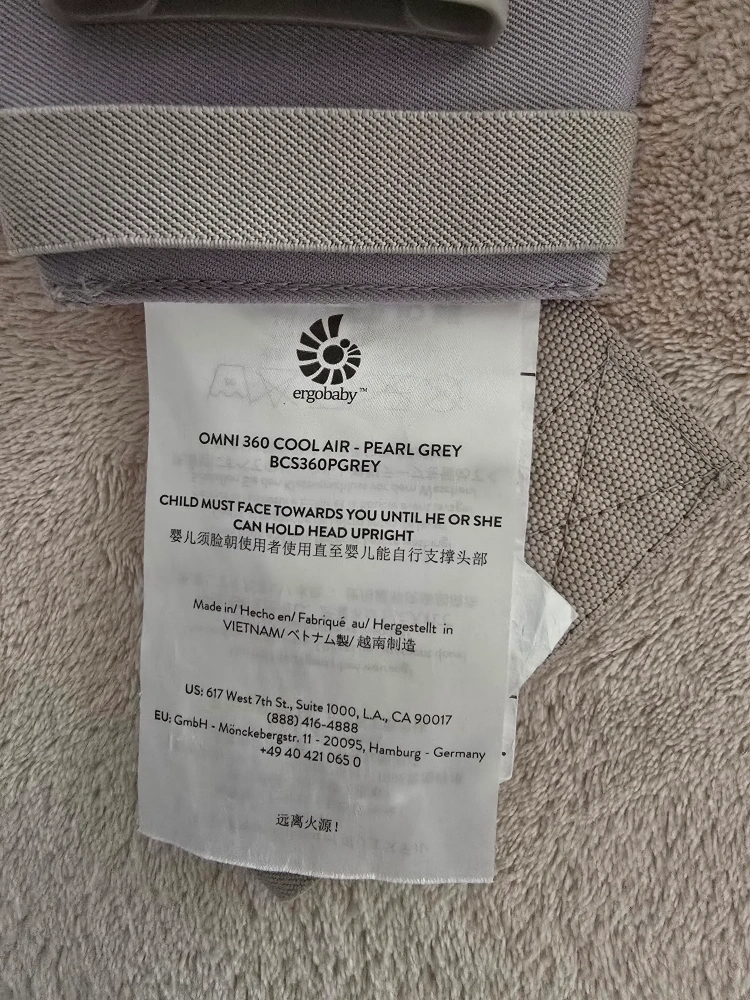 ergobaby™
OMNI 360 COOL AIR - PEARL GREY
BCS360PGREY
CHILD MUST FACE TOWARDS YOU UNTIL HE OR SHE
CAN HOLD HEAD UPRIGHT
婴儿须脸朝使用者使用直至婴儿能自行支撑头部
Made in/ Hecho en/ Fabriqué au/ Hergestellt in
VIETNAM/ ベトナム製/ 越南制造
US: 617 West 7th St., Suite 1000, L.A., CA 90017
(888) 416-4888
EU: GmbH - Mönckebergstr. 11 - 20095, Hamburg - Germany
+49 40 421 065 0
远离火源!